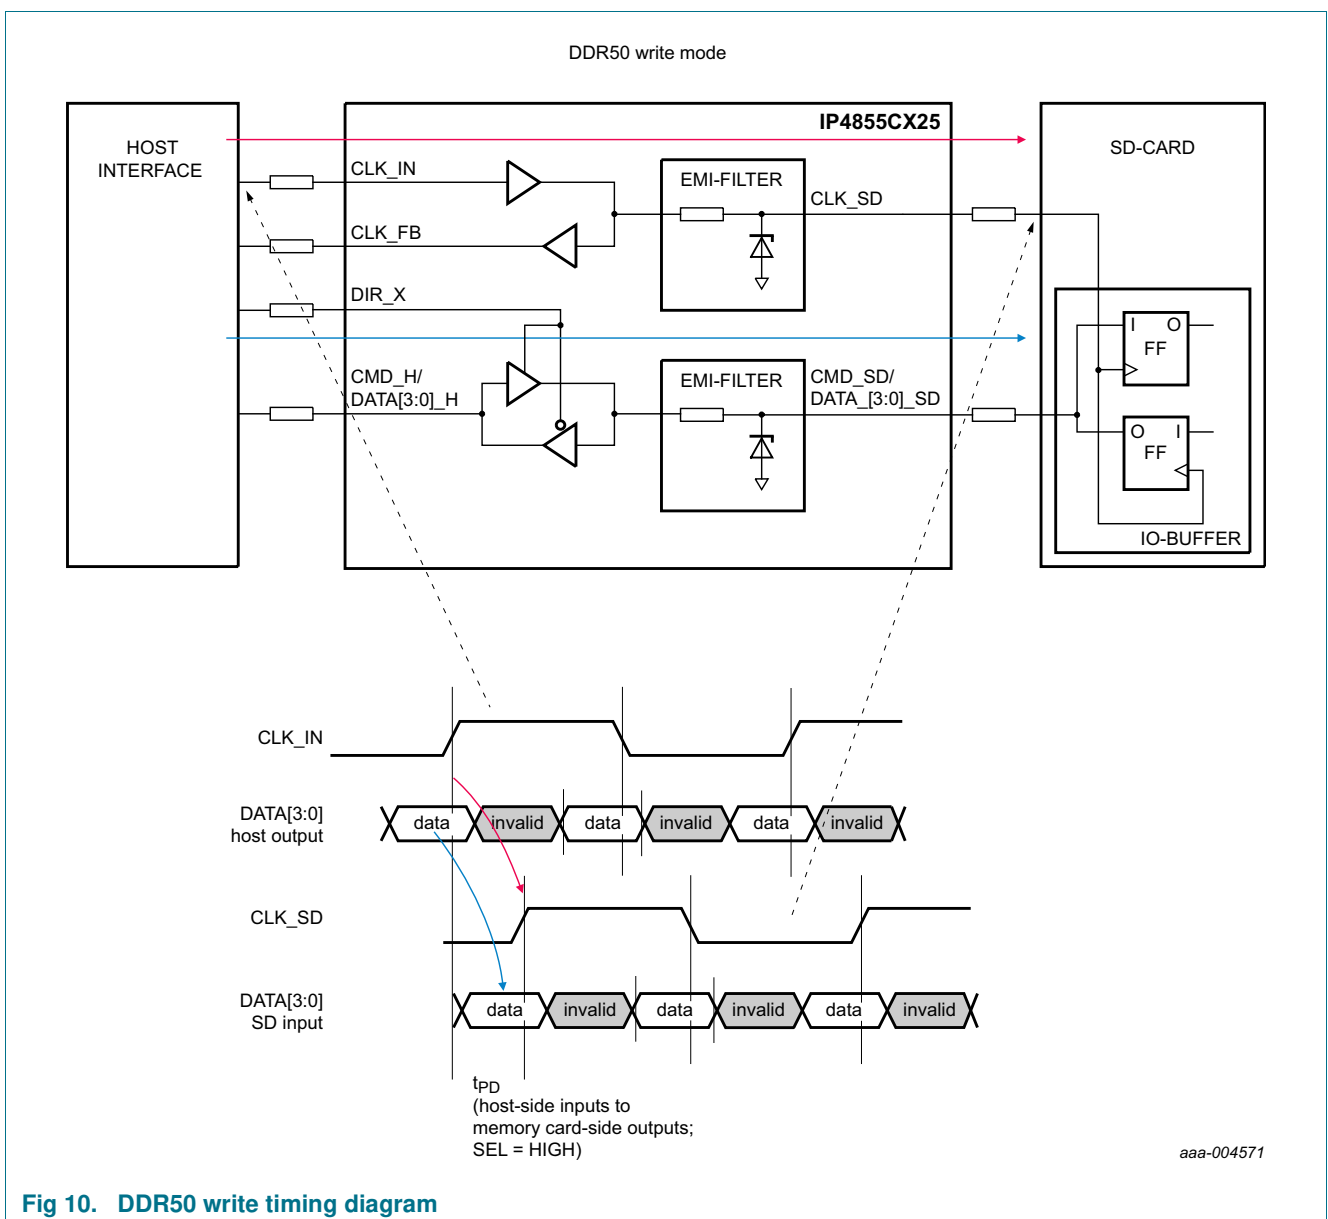 DDR50 write mode
HOST
INTERFACE
IP4855CX25
SD-CARD
CLK_IN
EMI-FILTER
CLK_SD
CLK_FB
DIR_X
I
O
FF
CMD_H/
DATA[3:0]_H
EMI-FILTER
CMD_SD/
DATA_[3:0]_SD
O
I
FF
IO-BUFFER
CLK_IN
DATA[3:0]
host output
data
invalid
data
invalid
data
invalid
CLK_SD
DATA[3:0]
SD input
data
invalid
data
invalid
data
invalid
tPD
(host-side inputs to
memory card-side outputs;
SEL = HIGH)
aaa-004571
Fig 10. DDR50 write timing diagram